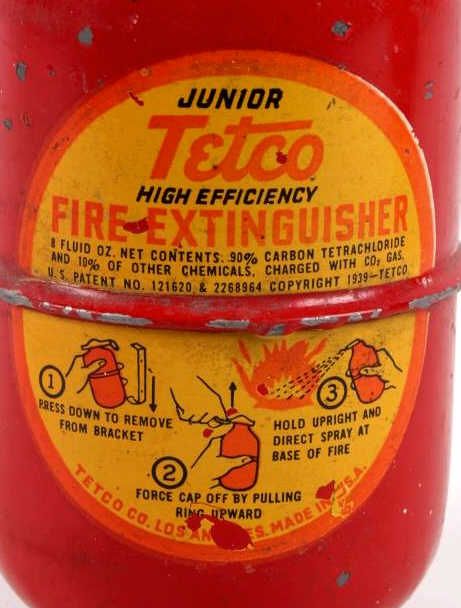 JUNIOR
Tetco
HIGH EFFICIENCY
FIRE EXTINGUISHER
8 FLUID OZ. NET CONTENTS. .90% CARBON TETRACHLORIDE
AND 10% OF OTHER CHEMICALS, CHARGED WITH CO₂ GAS.
U.S. PATENT NO. 121620 & 2268964 COPYRIGHT 1939—TETCO
1
PRESS DOWN TO REMOVE
FROM BRACKET
2
FORCE CAP OFF BY PULLING
RING UPWARD
3
HOLD UPRIGHT AND
DIRECT SPRAY AT
BASE OF FIRE
TETCO CO. LOS MADE IN U.S.A.